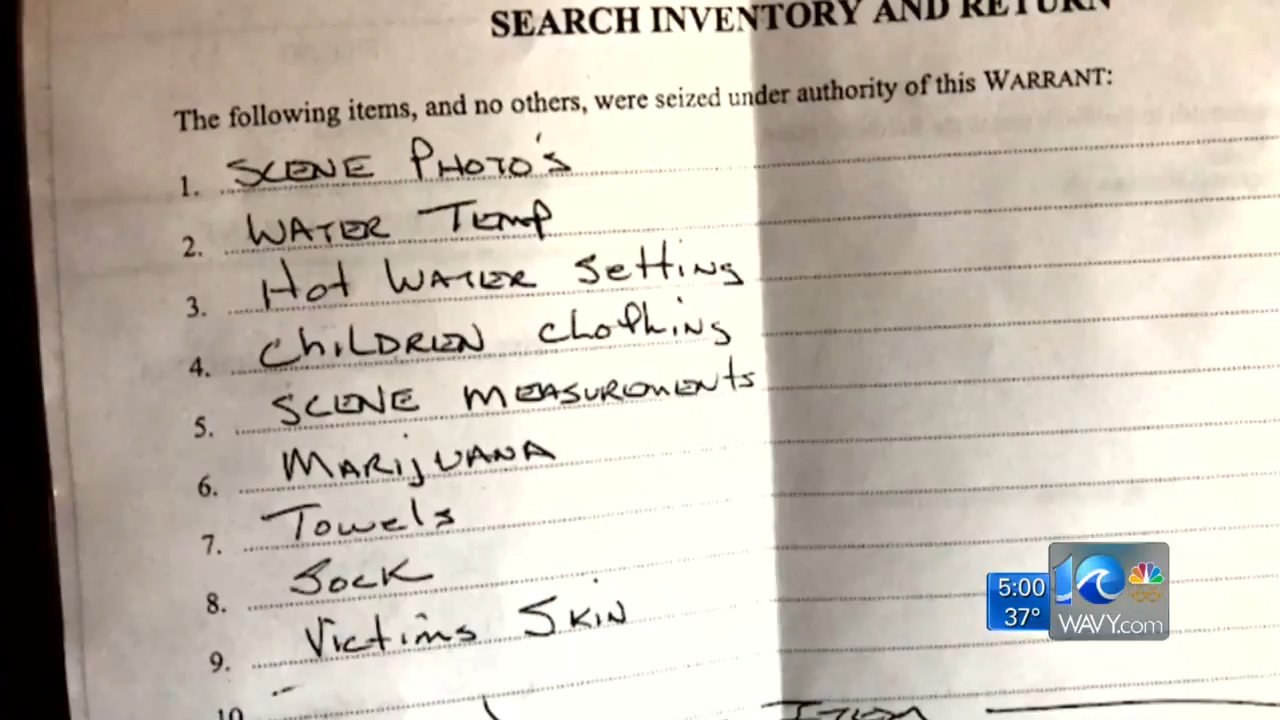 SEARCH INVENTORY AND RETURN
The following items, and no others, were seized under authority of this WARRANT:
1. SCENE PHOTO'S
2. WATER TEMP
3. Hot WATER Setting
4. ChILDREN Clothing
5. SCENE MEASUREMENts
6. MARIjUANA
7. Towels
8. Sock
9. Victims Skin
10.
5:00
37°
10
WAVY.com